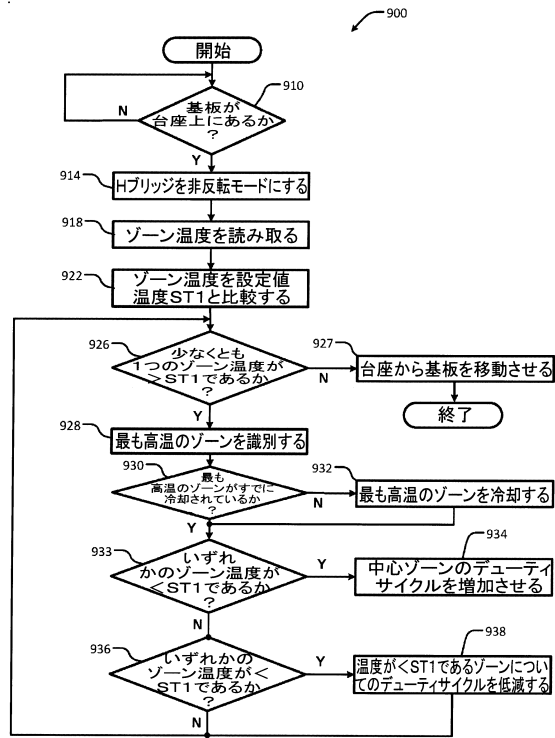 900
開始
910
基板が
台座上にあるか
?
N
Y
914
Hブリッジを非反転モードにする
918
ゾーン温度を読み取る
922
ゾーン温度を設定値
温度ST1と比較する
926
少なくとも
1つのゾーン温度が
>ST1であるか
?
N
927
台座から基板を移動させる
終了
Y
928
最も高温のゾーンを識別する
930
最も
高温のゾーンがすでに
冷却されているか
?
N
932
最も高温のゾーンを冷却する
Y
933
いずれ
かのゾーン温度が
<ST1であるか
?
Y
934
中心ゾーンのデューティ
サイクルを増加させる
N
936
いずれかの
ゾーン温度が<
ST1であるか
?
Y
938
温度が<ST1であるゾーンについ
てのデューティサイクルを低減する
N